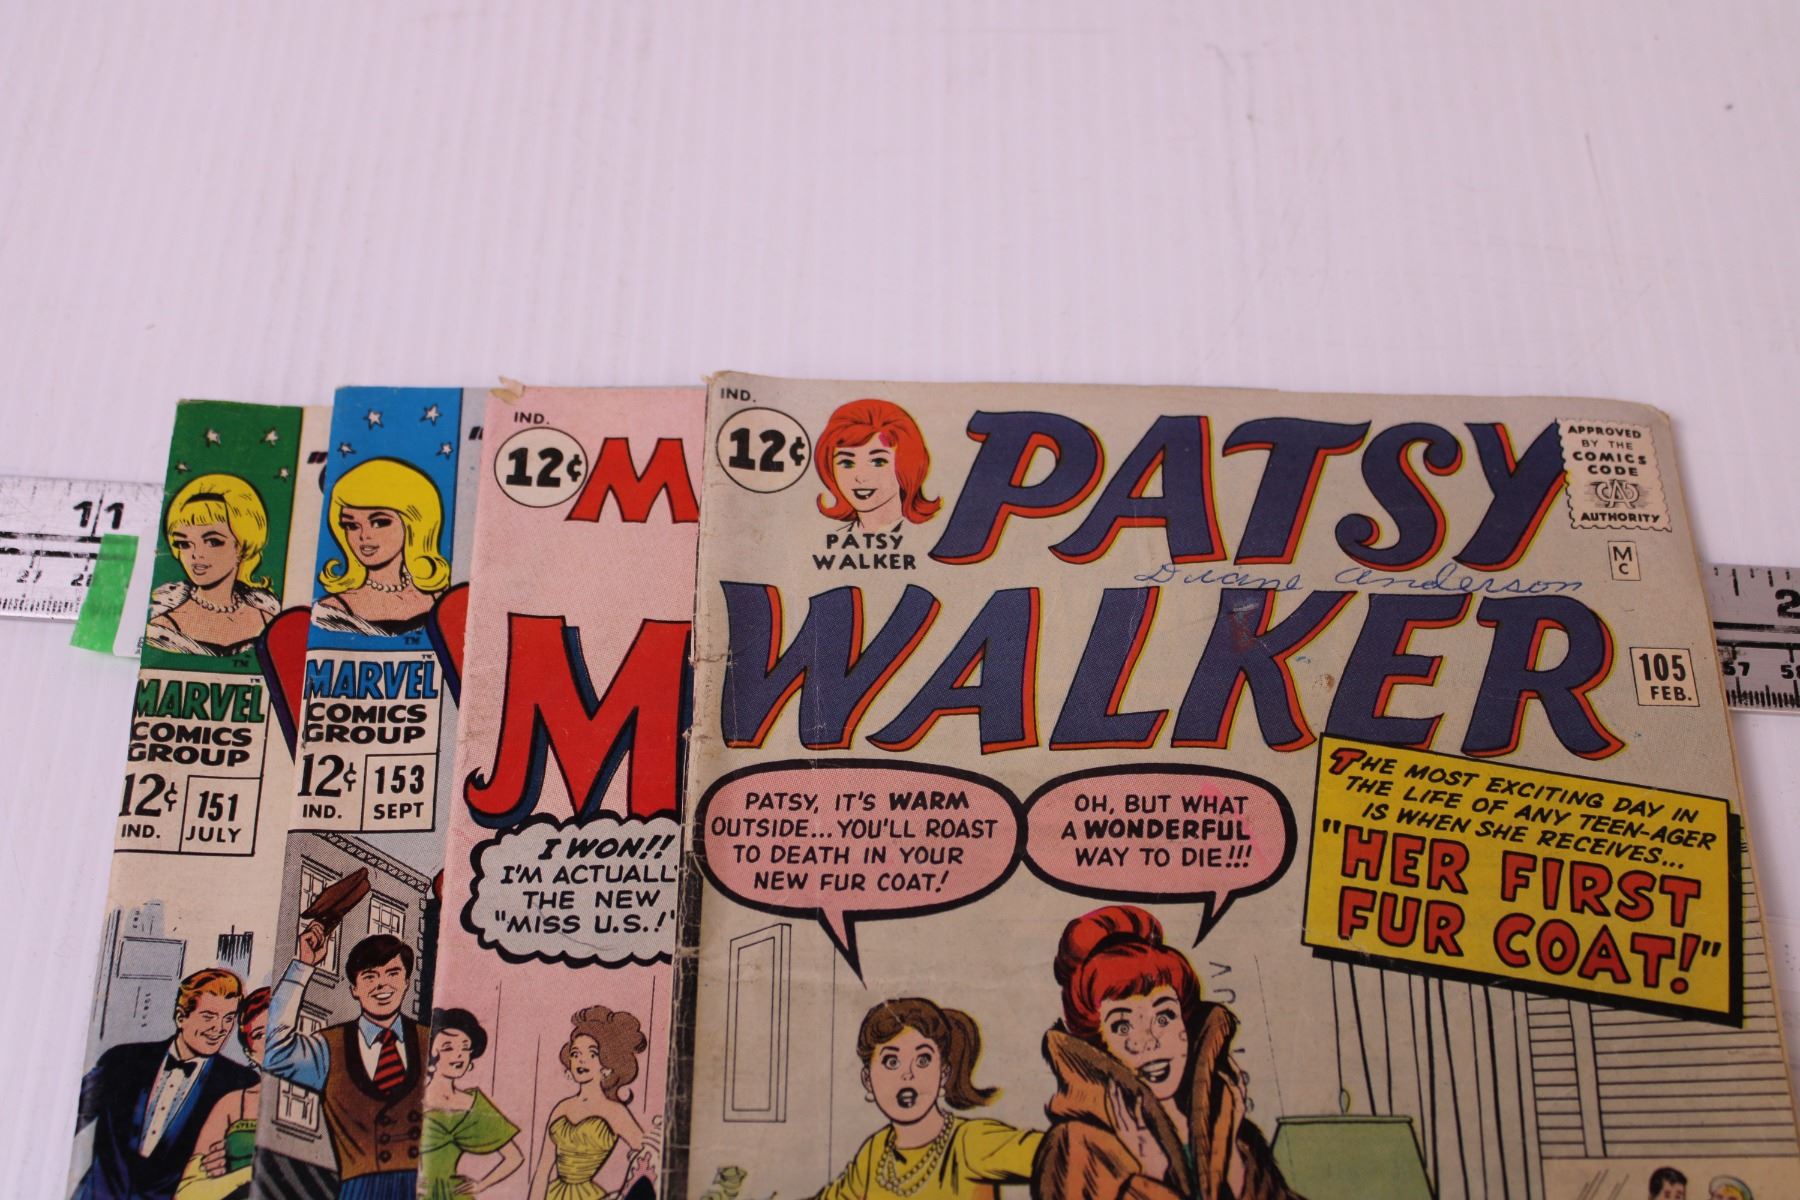 11
27
MARVEL
COMICS
GROUP
12¢
IND.
151
JULY
TM
TM
MARVEL
COMICS
GROUP
12¢
IND.
153
SEPT
IND.
12¢
M
M
I WON!!
I'M ACTUALL
THE NEW
"MISS U.S.!"
IND.
12¢
PATSY
WALKER
PATSY
WALKER
Diane Anderson
APPROVED
BY THE
COMICS
CODE
AUTHORITY
M
C
105
FEB.
PATSY, IT'S WARM
OUTSIDE...YOU'LL ROAST
TO DEATH IN YOUR
NEW FUR COAT!
OH, BUT WHAT
A WONDERFUL
WAY TO DIE!!!
THE MOST EXCITING DAY IN
THE LIFE OF ANY TEEN-AGER
IS WHEN SHE RECEIVES...
"HER FIRST
FUR COAT!"
2
57